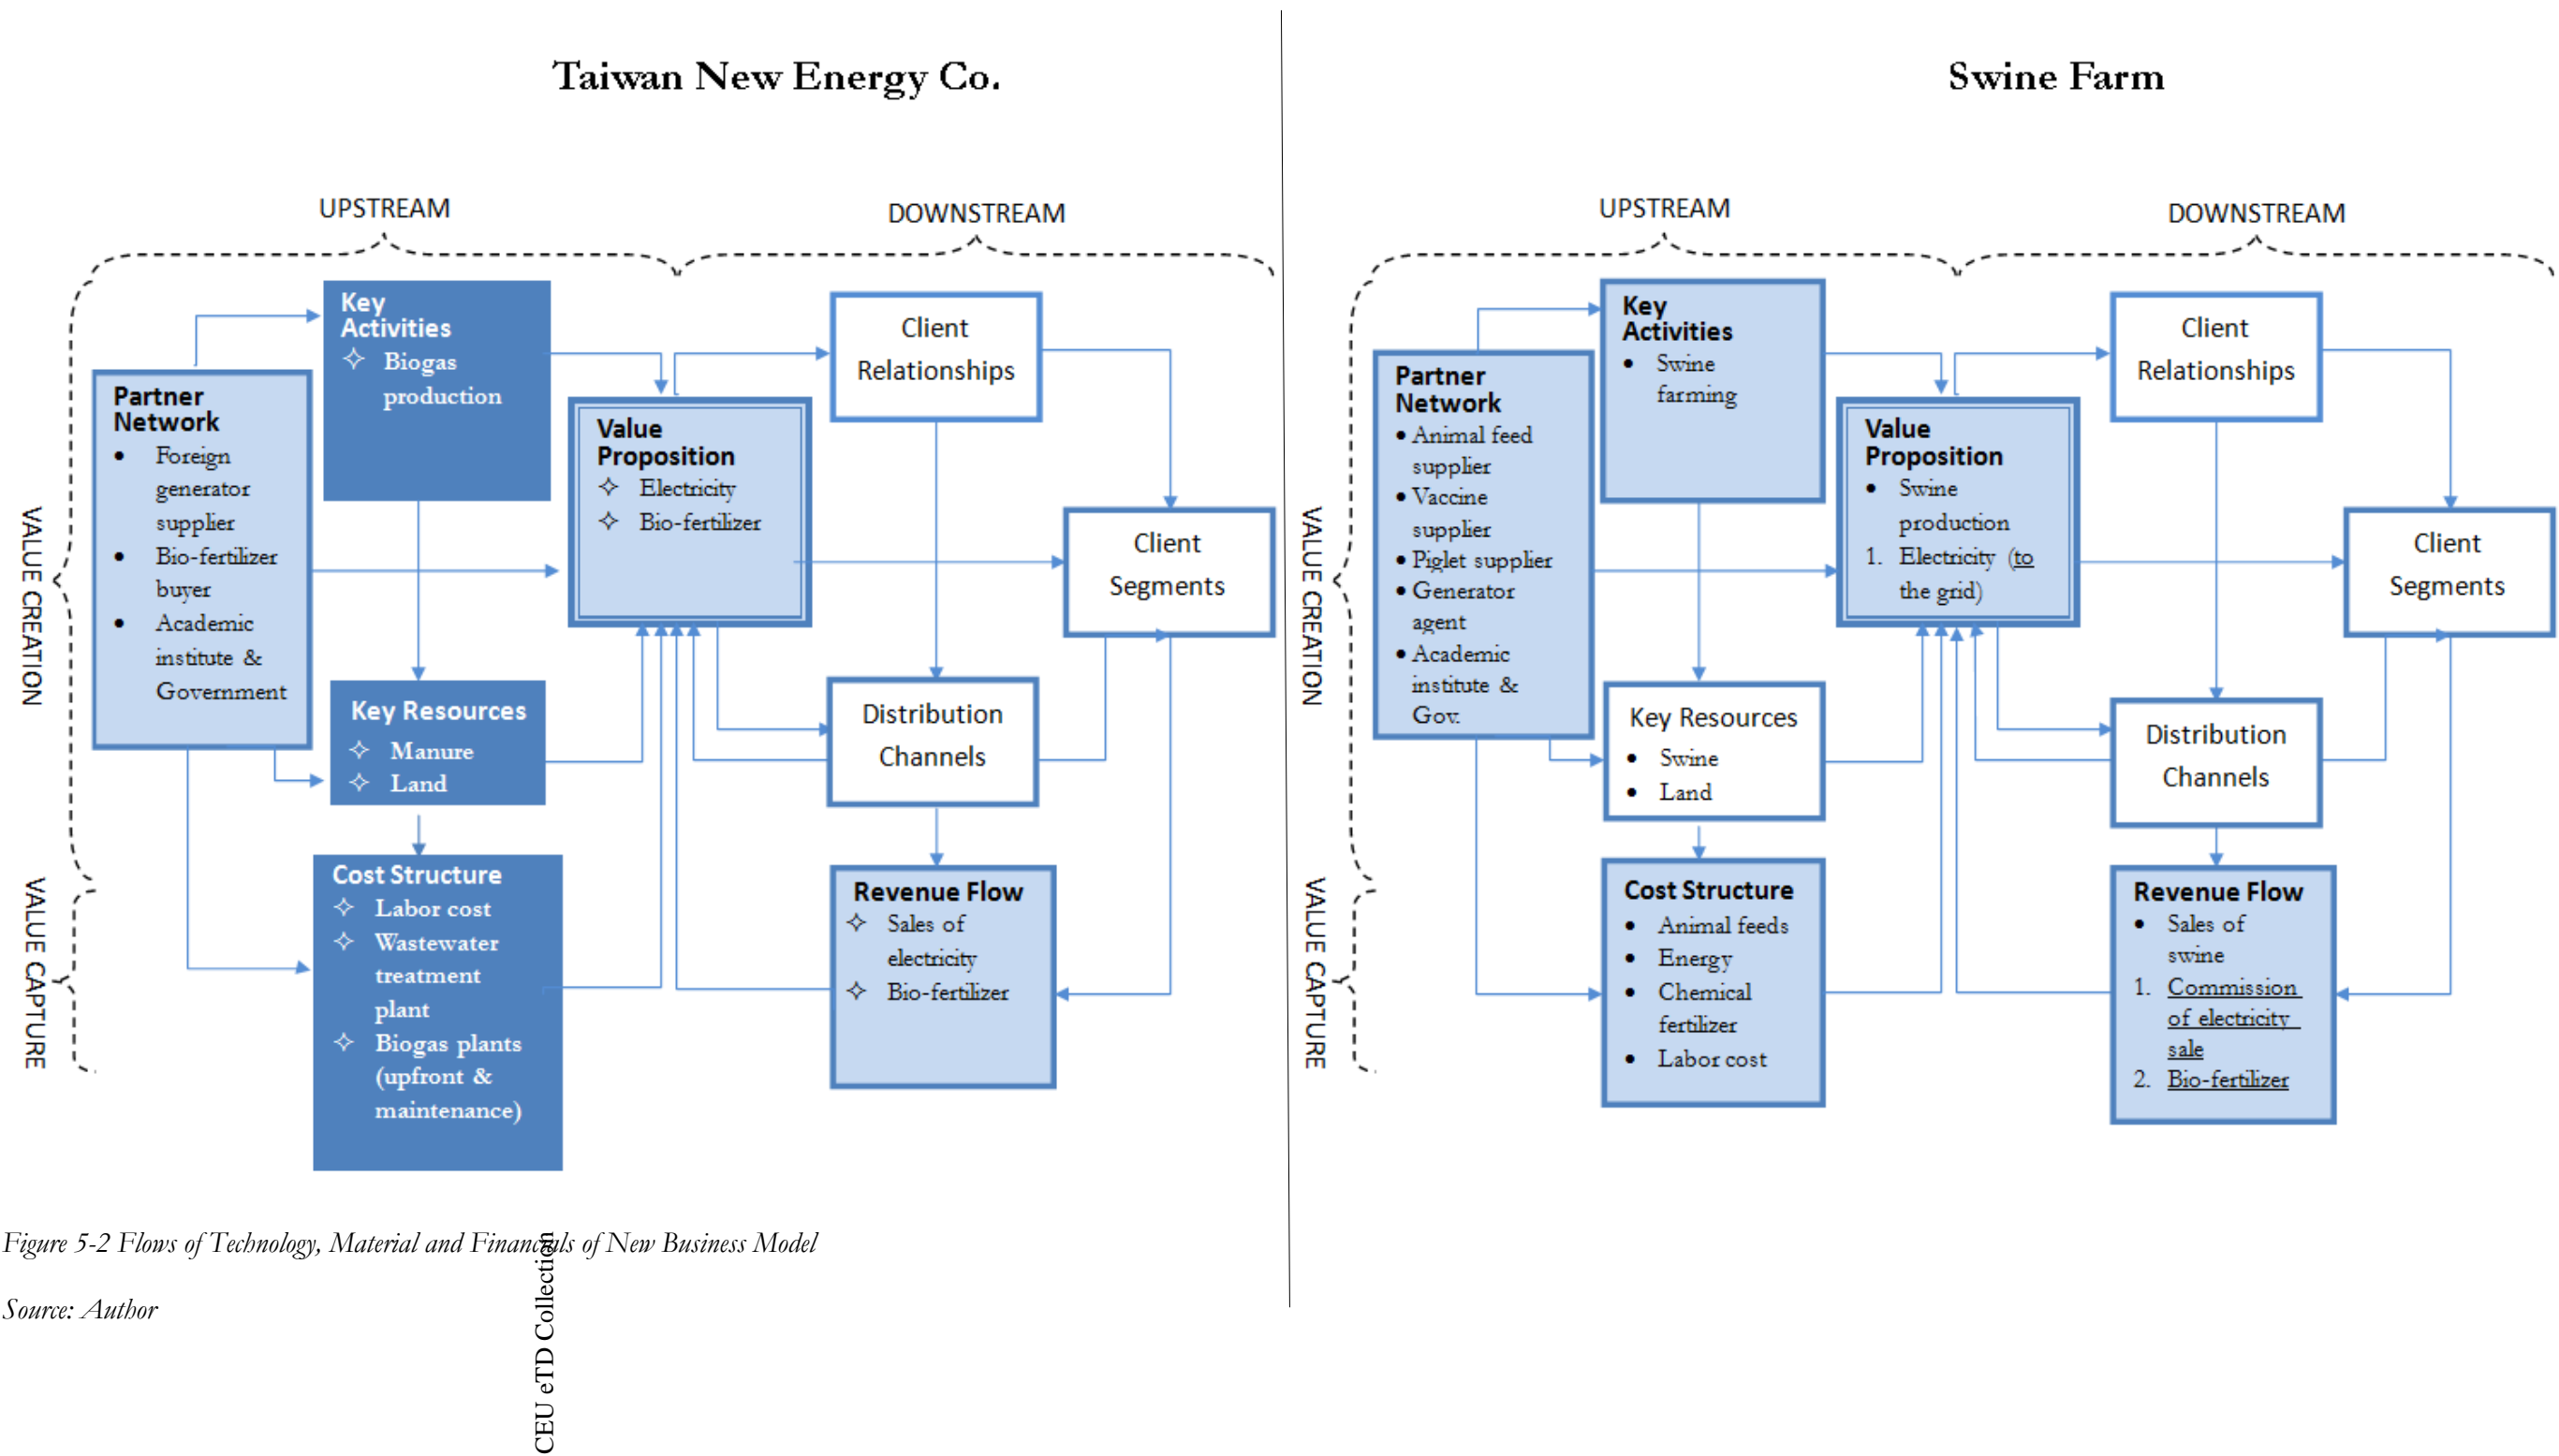 Taiwan New Energy Co.
UPSTREAM
DOWNSTREAM
VALUE CREATION
VALUE CAPTURE
Partner
Network
• Foreign
generator
supplier
• Bio-fertilizer
buyer
• Academic
institute &
Government
Key
Activities
✧ Biogas
production
Key Resources
✧ Manure
✧ Land
Cost Structure
✧ Labor cost
✧ Wastewater
treatment
plant
✧ Biogas plants
(upfront &
maintenance)
Value
Proposition
✧ Electricity
✧ Bio-fertilizer
Client
Relationships
Client
Segments
Distribution
Channels
Revenue Flow
✧ Sales of
electricity
✧ Bio-fertilizer
Swine Farm
UPSTREAM
DOWNSTREAM
VALUE CREATION
VALUE CAPTURE
Partner
Network
• Animal feed
supplier
• Vaccine
supplier
• Piglet supplier
• Generator
agent
• Academic
institute &
Gov.
Key
Activities
• Swine
farming
Key Resources
• Swine
• Land
Cost Structure
• Animal feeds
• Energy
• Chemical
fertilizer
• Labor cost
Value
Proposition
• Swine
production
1. Electricity (to
the grid)
Client
Relationships
Client
Segments
Distribution
Channels
Revenue Flow
• Sales of
swine
1. Commission
of electricity
sale
2. Bio-fertilizer
Figure 5-2 Flows of Technology, Material and Financials of New Business Model
Source: Author
CEU eTD Collection